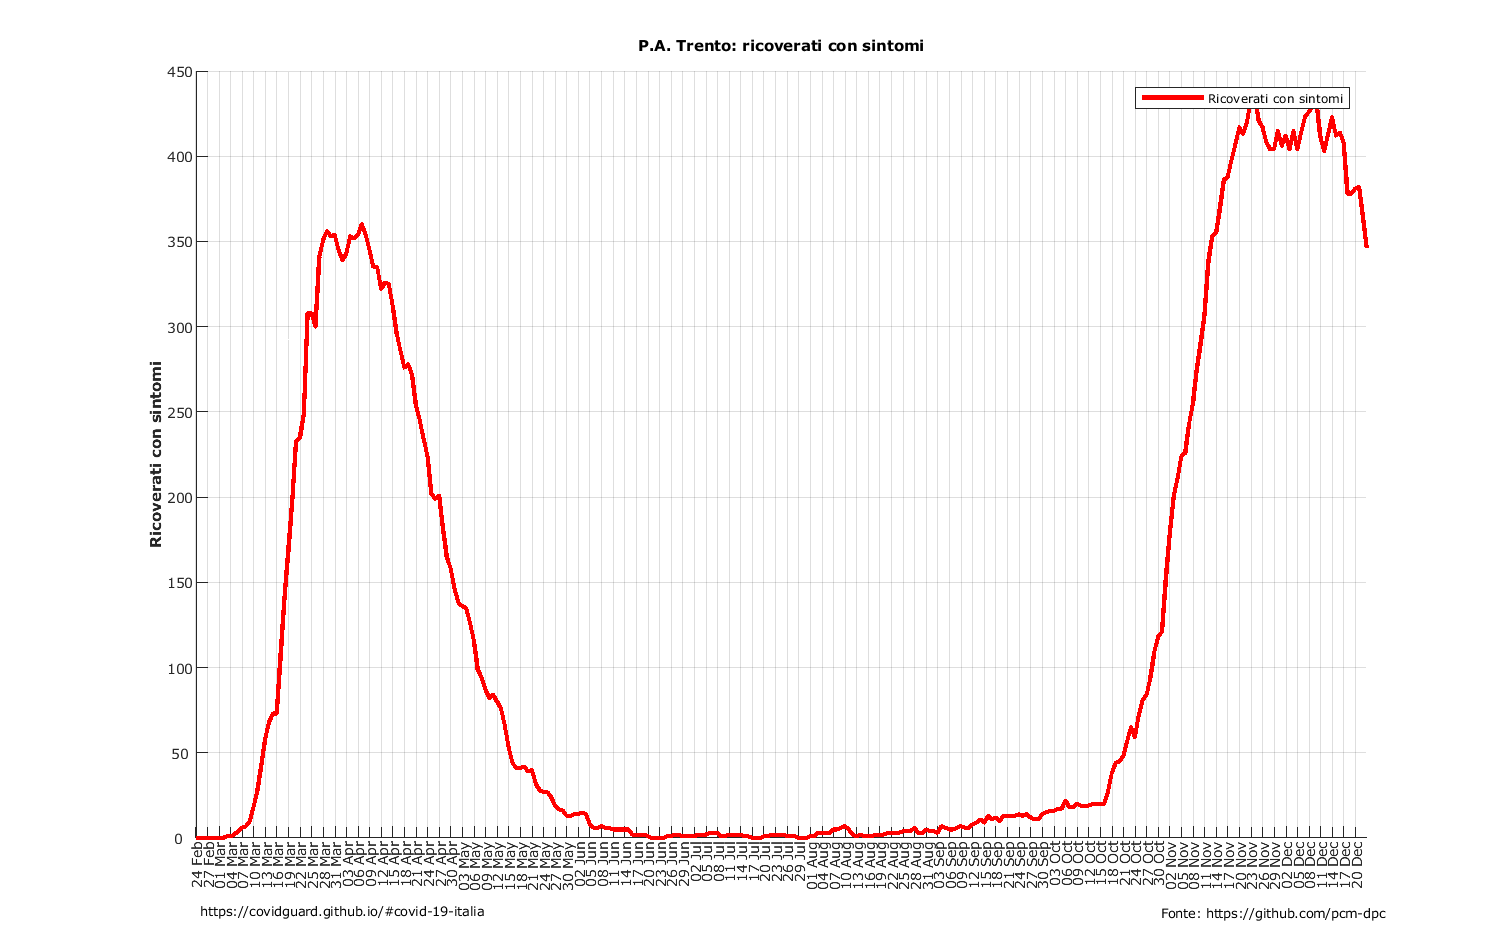 P.A. Trento: ricoverati con sintomi
Ricoverati con sintomi
450
400
350
300
250
200
150
100
50
0
Ricoverati con sintomi
24 Feb
27 Feb
01 Mar
04 Mar
07 Mar
10 Mar
13 Mar
16 Mar
19 Mar
22 Mar
25 Mar
28 Mar
31 Mar
03 Apr
06 Apr
09 Apr
12 Apr
15 Apr
18 Apr
21 Apr
24 Apr
27 Apr
30 Apr
03 May
06 May
09 May
12 May
15 May
18 May
21 May
24 May
27 May
30 May
02 Jun
05 Jun
08 Jun
11 Jun
14 Jun
17 Jun
20 Jun
23 Jun
26 Jun
29 Jun
02 Jul
05 Jul
08 Jul
11 Jul
14 Jul
17 Jul
20 Jul
23 Jul
26 Jul
29 Jul
01 Aug
04 Aug
07 Aug
10 Aug
13 Aug
16 Aug
19 Aug
22 Aug
25 Aug
28 Aug
31 Aug
03 Sep
06 Sep
09 Sep
12 Sep
15 Sep
18 Sep
21 Sep
24 Sep
27 Sep
30 Sep
03 Oct
06 Oct
09 Oct
12 Oct
15 Oct
18 Oct
21 Oct
24 Oct
27 Oct
30 Oct
02 Nov
05 Nov
08 Nov
11 Nov
14 Nov
17 Nov
20 Nov
23 Nov
26 Nov
29 Nov
02 Dec
05 Dec
08 Dec
11 Dec
14 Dec
17 Dec
20 Dec
https://covidguard.github.io/#covid-19-italia
Fonte: https://github.com/pcm-dpc